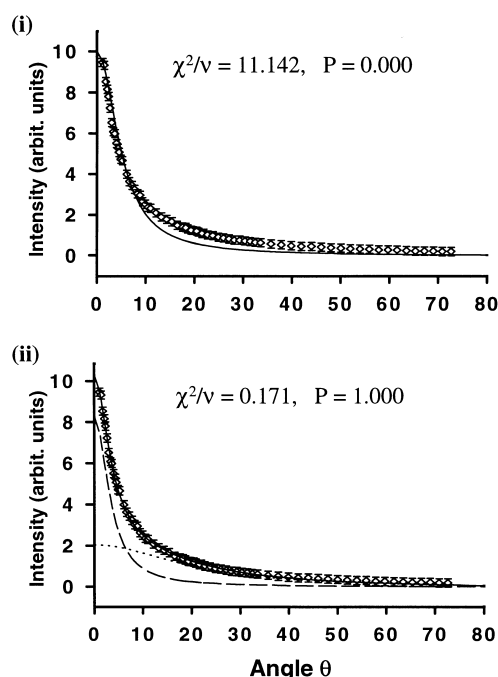 (i)
Intensity (arbit. units)
10
8
6
4
2
0
χ²/ν = 11.142, P = 0.000
0 10 20 30 40 50 60 70 80
(ii)
Intensity (arbit. units)
10
8
6
4
2
0
χ²/ν = 0.171, P = 1.000
0 10 20 30 40 50 60 70 80
Angle θ